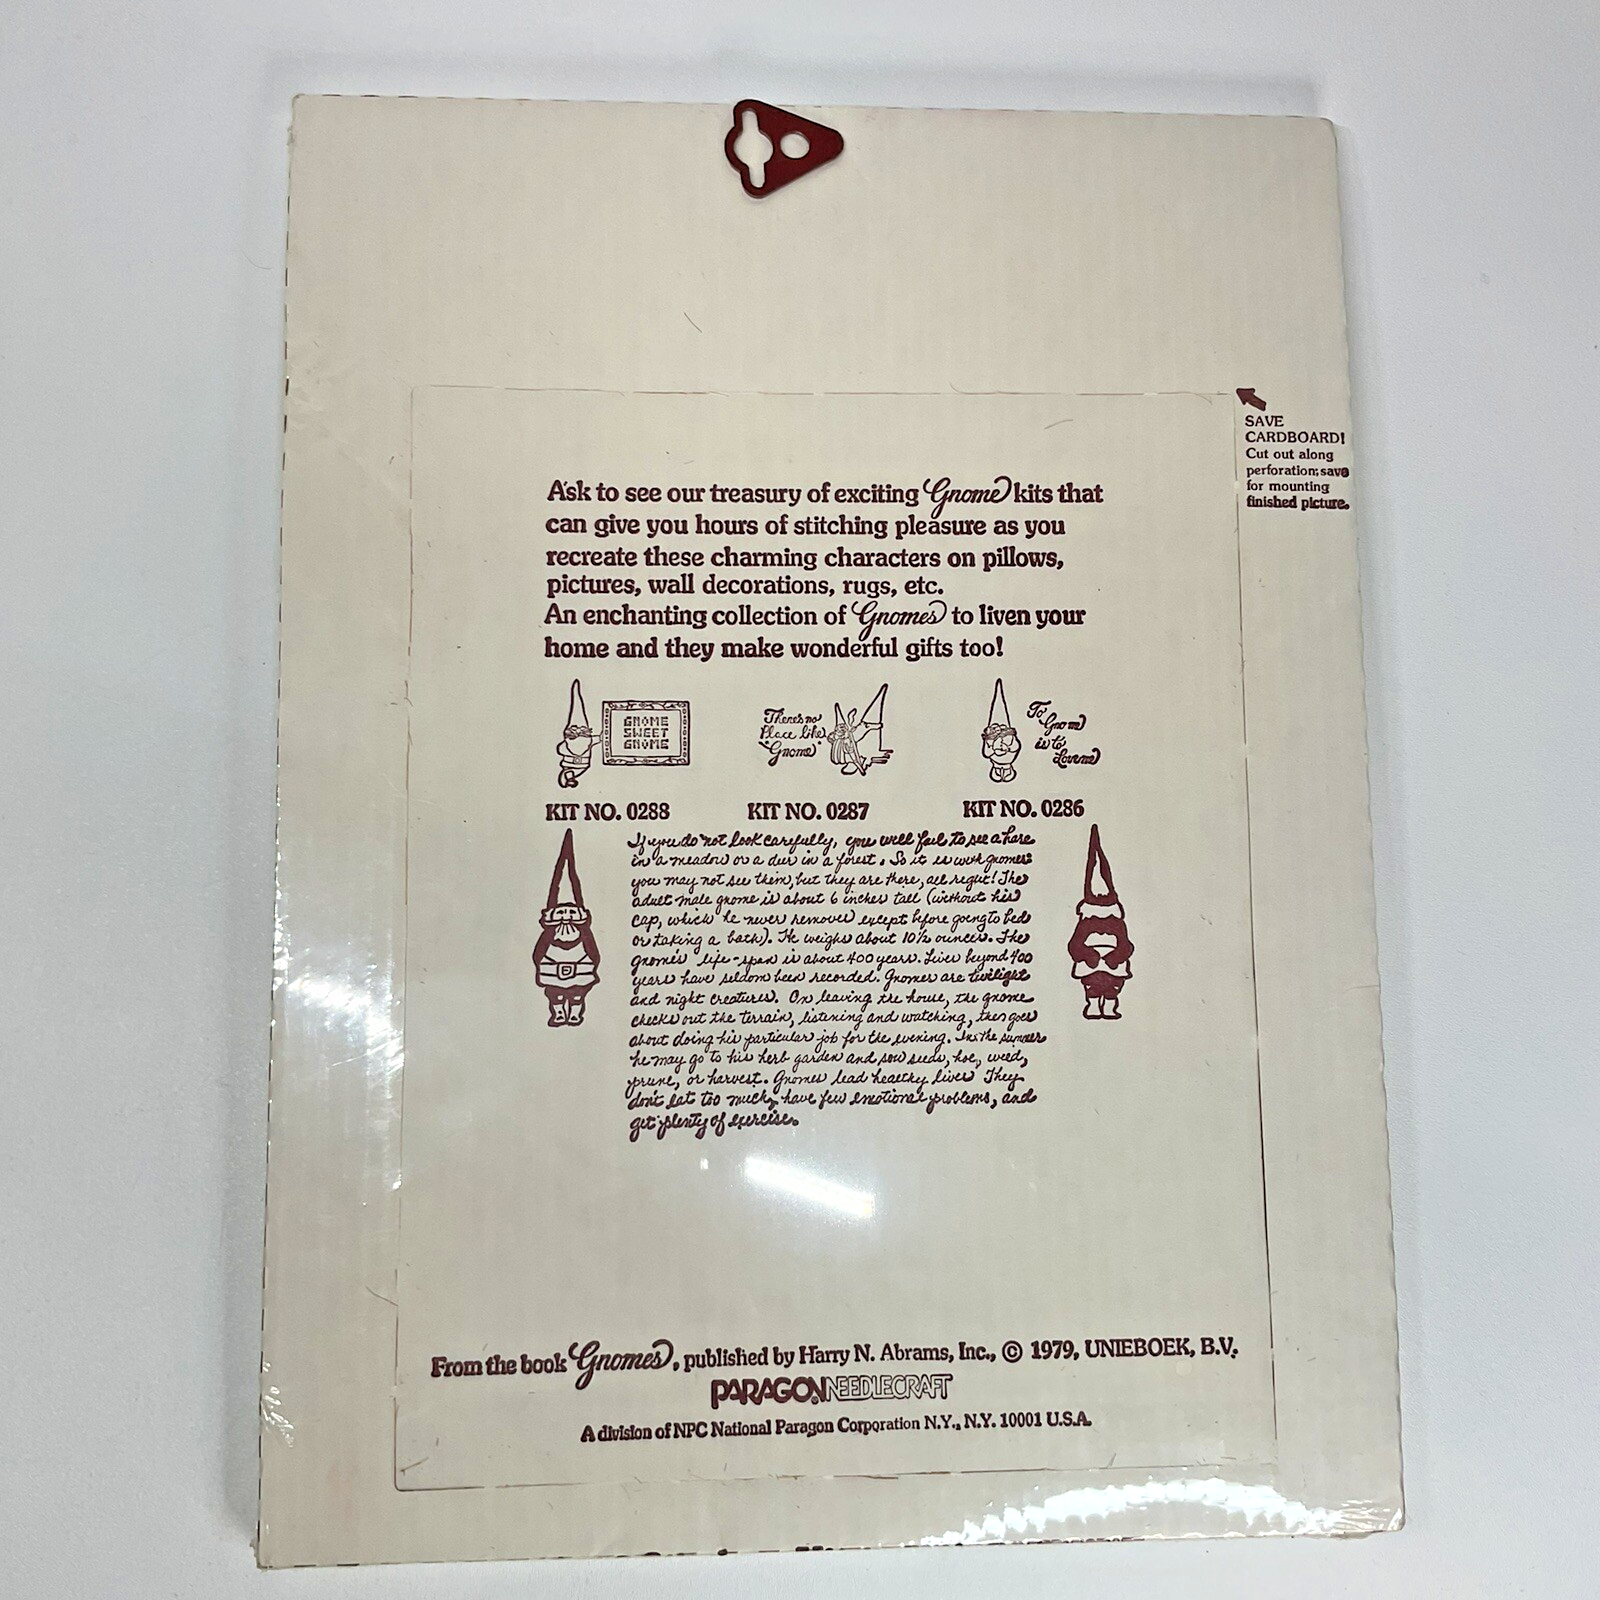 SAVE
CARDBOARD!
Cut out along
perforation; save
for mounting
finished picture.
Ask to see our treasury of exciting Gnome kits that
can give you hours of stitching pleasure as you
recreate these charming characters on pillows,
pictures, wall decorations, rugs, etc.
An enchanting collection of Gnomes to liven your
home and they make wonderful gifts too!
GNOME
SWEET
GNOME
There's no
Place like
"Gnome"
To
Gnome
is to
Loveme
KIT NO. 0288
KIT NO. 0287
KIT NO. 0286
If you do not look carefully, you will fail to see a hare
in a meadow or a deer in a forest. So it is with gnomes:
you may not see them, but they are there, all right! The
adult male gnome is about 6 inches tall (without his
cap, which he never removes except before going to bed
or taking a bath). He weighs about 10½ ounces. The
gnome's life-span is about 400 years. Lives beyond 400
years have seldom been recorded. Gnomes are twilight
and night creatures. On leaving the house, the gnome
checks out the terrain, listening and watching, then goes
about doing his particular job for the evening. In the summer
he may go to his herb garden and sow seeds, hoe, weed,
prune, or harvest. Gnomes lead healthy lives. They
don't eat too much, have few emotional problems, and
get plenty of exercise.
From the book Gnomes, published by Harry N. Abrams, Inc., © 1979, UNIEBOEK, B.V.
PARAGON NEEDLECRAFT
A division of NPC National Paragon Corporation N.Y., N.Y. 10001 U.S.A.